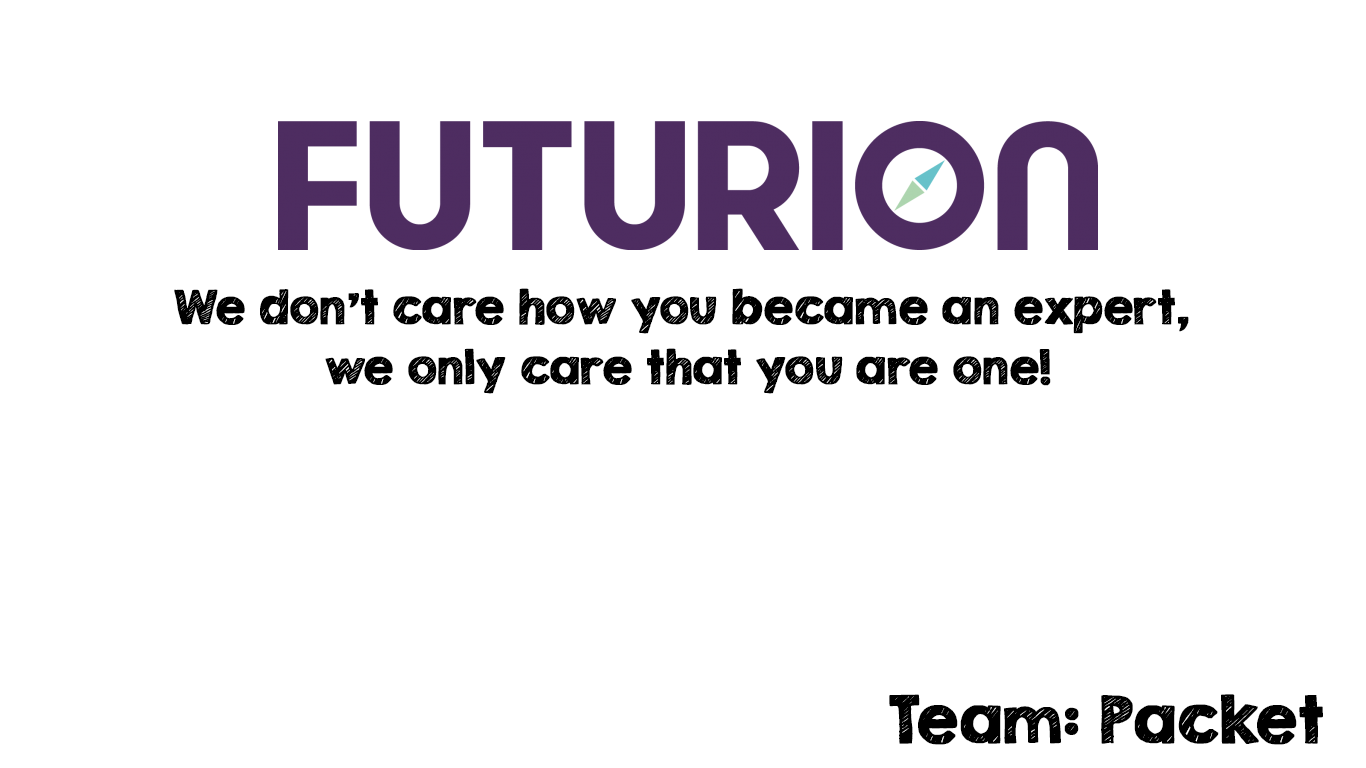 FUTURION
We don't care how you became an expert,
we only care that you are one!
Team: Packet